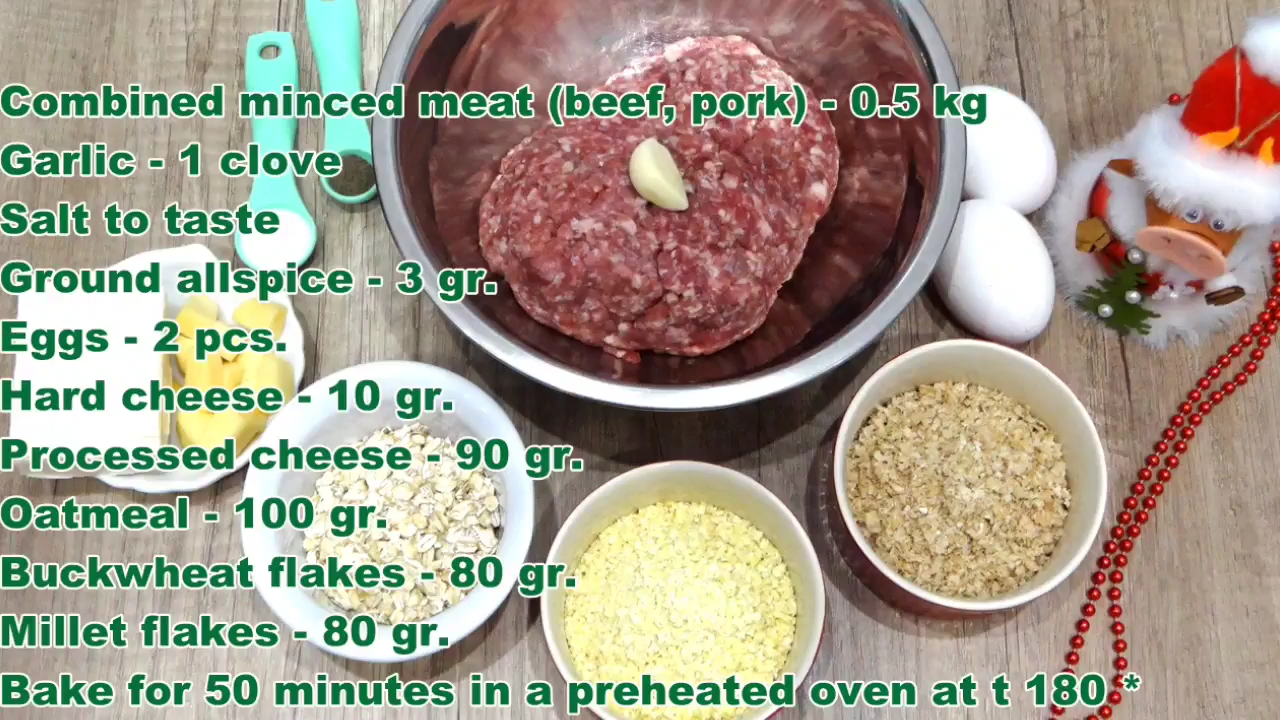 Combined minced meat (beef, pork) - 0.5 kg
Garlic - 1 clove
Salt to taste
Ground allspice - 3 gr.
Eggs - 2 pcs.
Hard cheese - 10 gr.
Processed cheese - 90 gr.
Oatmeal - 100 gr.
Buckwheat flakes - 80 gr.
Millet flakes - 80 gr.
Bake for 50 minutes in a preheated oven at t 180 *